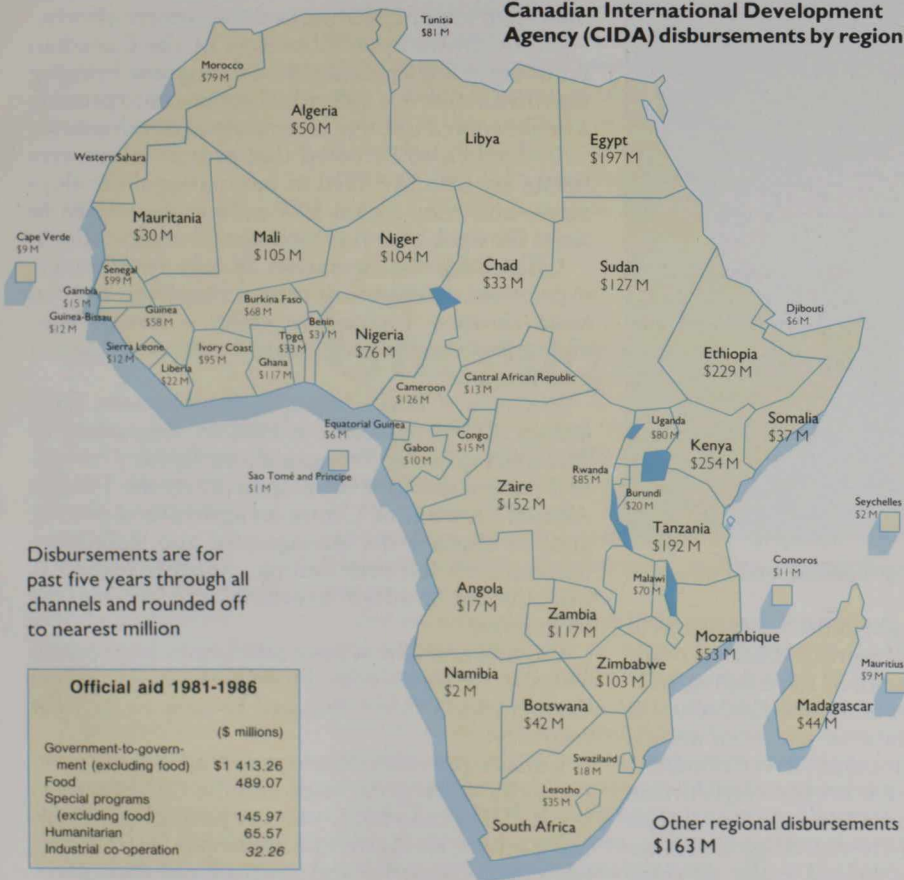 Canadian International Development
Agency (CIDA) disbursements by region
Tunisia
$81 M
Morocco
$79 M
Algeria
$50 M
Libya
Egypt
$197 M
Western Sahara
Mauritania
$30 M
Mali
$105 M
Niger
$104 M
Chad
$33 M
Sudan
$127 M
Cape Verde
$9 M
Senegal
$99 M
Gambia
$15 M
Guinea-Bissau
$12 M
Guinea
$58 M
Burkina Faso
$68 M
Benin
$31 M
Togo
$33 M
Nigeria
$76 M
Djibouti
$6 M
Ethiopia
$229 M
Sierra Leone
$12 M
Liberia
$22 M
Ivory Coast
$95 M
Ghana
$117 M
Cameroon
$126 M
Cantral African Republic
$13 M
Somalia
$37 M
Equatorial Guinea
$6 M
Gabon
$10 M
Congo
$15 M
Uganda
$80 M
Kenya
$254 M
Sao Tomé and Principe
$1 M
Zaire
$152 M
Rwanda
$85 M
Burundi
$20 M
Tanzania
$192 M
Seychelles
$2 M
Comoros
$11 M
Disbursements are for
past five years through all
channels and rounded off
to nearest million
Angola
$17 M
Zambia
$117 M
Malawi
$70 M
Mozambique
$53 M
Namibia
$2 M
Botswana
$42 M
Zimbabwe
$103 M
Mauritius
$9 M
Madagascar
$44 M
Swaziland
$18 M
Lesotho
$35 M
South Africa
Official aid 1981-1986
($ millions)
Government-to-govern-
ment (excluding food) $1 413.26
Food 489.07
Special programs
(excluding food) 145.97
Humanitarian 65.57
Industrial co-operation 32.26
Other regional disbursements
$163 M